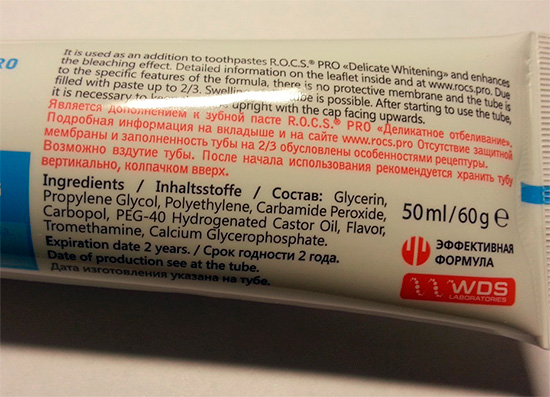 It is used as an addition to toothpastes R.O.C.S.® PRO «Delicate Whitening» and enhances
the bleaching effect. Detailed information on the leaflet inside and at www.rocs.pro. Due
to the specific features of the formula, there is no protective membrane and the tube is
filled with paste up to 2/3. Swelling tube is possible. After starting to use the tube,
it is necessary to upright with the cap facing upwards.
Является дополнением к зубной пасте R.O.C.S.® PRO «Деликатное отбеливание».
Подробная информация на вкладыше и на сайте www.rocs.pro Отсутствие защитной
мембраны и заполненность тубы на 2/3 обусловлены особенностями рецептуры.
Возможно вздутие тубы. После начала использования рекомендуется хранить тубу
вертикально, колпачком вверх.
Ingredients / Inhaltsstoffe / Состав: Glycerin,
Propylene Glycol, Polyethylene, Carbamide Peroxide,
Carbopol, PEG-40 Hydrogenated Castor Oil, Flavor,
Tromethamine, Calcium Glycerophosphate.
Expiration date 2 years. / Срок годности 2 года.
Date of production see at the tube.
Дата изготовления указана на тубе.
50 ml/60 g ℮
ЭФФЕКТИВНАЯ
ФОРМУЛА
WDS
LABORATORIES